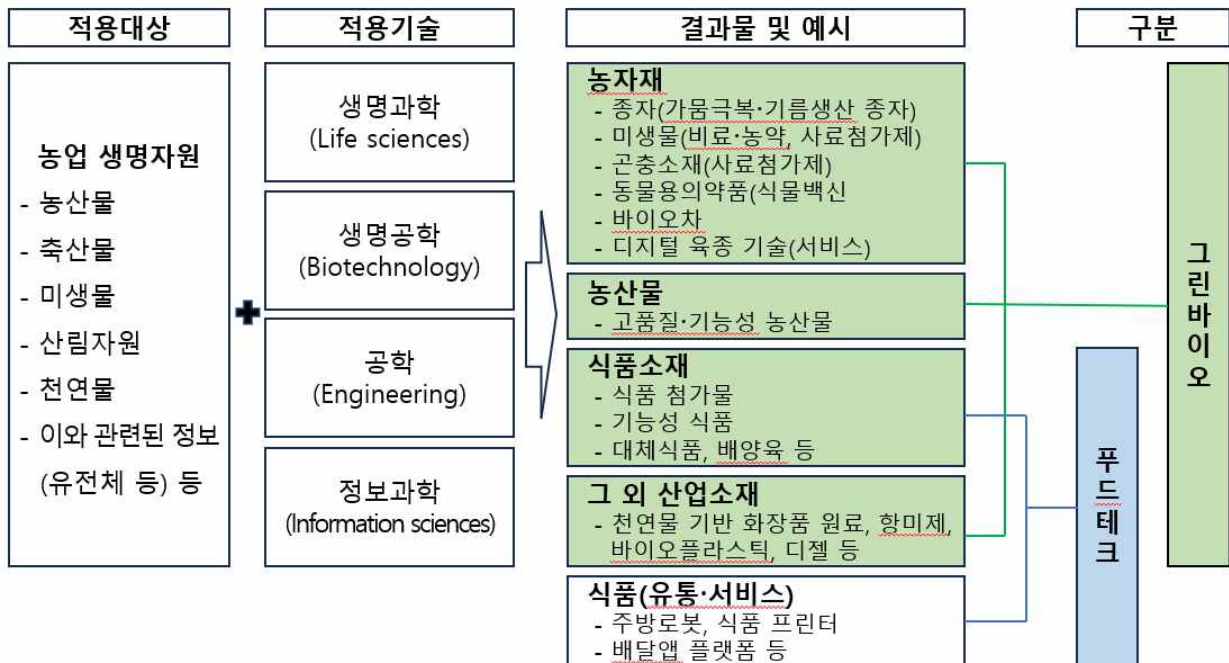 적용대상
적용기술
결과물 및 예시
구분
농업 생명자원
- 농산물
- 축산물
- 미생물
- 산림자원
- 천연물
- 이와 관련된 정보
(유전체 등) 등
생명과학
(Life sciences)
생명공학
(Biotechnology)
공학
(Engineering)
정보과학
(Information sciences)
농자재
- 종자(가뭄극복·기름생산 종자)
- 미생물(비료·농약, 사료첨가제)
- 곤충소재(사료첨가제)
- 동물용의약품(식물백신
- 바이오차
- 디지털 육종 기술(서비스)
농산물
- 고품질·기능성 농산물
식품소재
- 식품 첨가물
- 기능성 식품
- 대체식품, 배양육 등
그 외 산업소재
- 천연물 기반 화장품 원료, 항미제,
바이오플라스틱, 디젤 등
식품(유통·서비스)
- 주방로봇, 식품 프린터
- 배달앱 플랫폼 등
그린바이오
푸드테크